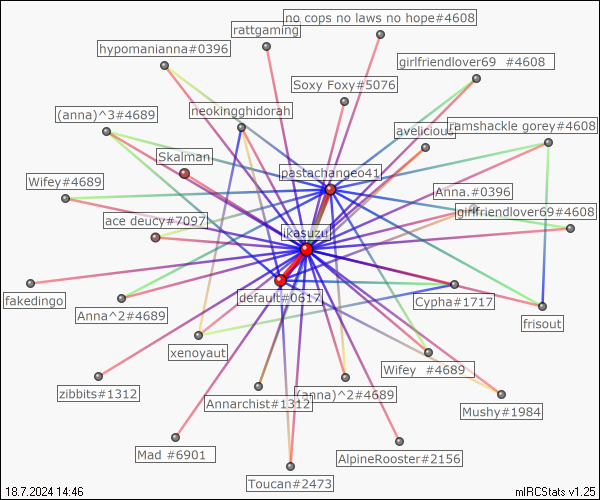 no cops no laws no hope#4608
rattgaming
hypomanianna#0396
girlfriendlover69 #4608
Soxy Foxy#5076
(anna)^3#4689
neokingghidorah
avelicious
ramshackle gorey#4608
Skalman
pastachangeo41
Wifey#4689
Anna.#0396
ace deucy#7097
girlfriendlover69#4608
ikasuzu
fakedingo
default#0617
Cypha#1717
Anna^2#4689
frisout
xenoyaut
Wifey #4689
zibbits#1312
(anna)^2#4689
Annarchist#1312
Mushy#1984
Mad #6901
AlpineRooster#2156
Toucan#2473
18.7.2024 14:46
mIRCStats v1.25